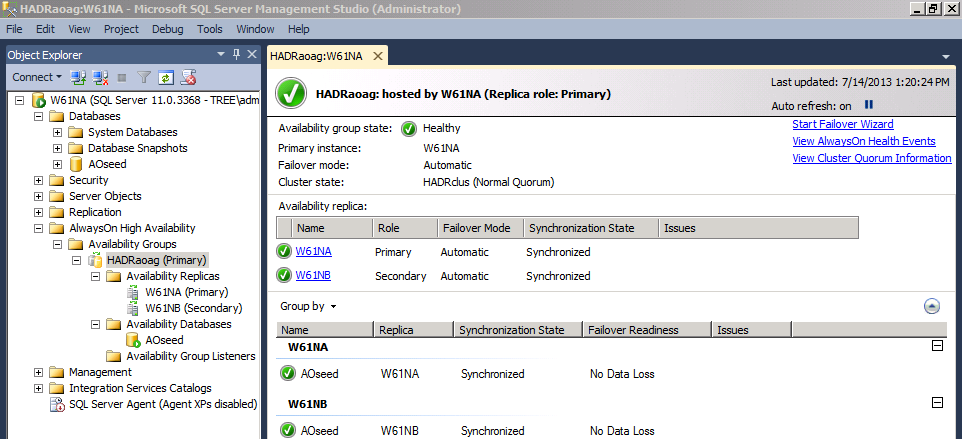 HADRaoag:W61NA - Microsoft SQL Server Management Studio (Administrator)
File Edit View Project Debug Tools Window Help
Object Explorer
Connect
W61NA (SQL Server 11.0.3368 - TREE\adm
Databases
System Databases
Database Snapshots
AOseed
Security
Server Objects
Replication
AlwaysOn High Availability
Availability Groups
HADRaoag (Primary)
Availability Replicas
W61NA (Primary)
W61NB (Secondary)
Availability Databases
AOseed
Availability Group Listeners
Management
Integration Services Catalogs
SQL Server Agent (Agent XPs disabled)
HADRaoag:W61NA
HADRaoag: hosted by W61NA (Replica role: Primary)
Last updated: 7/14/2013 1:20:24 PM
Auto refresh: on
Availability group state: Healthy
Primary instance: W61NA
Failover mode: Automatic
Cluster state: HADRclus (Normal Quorum)
Start Failover Wizard
View AlwaysOn Health Events
View Cluster Quorum Information
Availability replica:
Name Role Failover Mode Synchronization State Issues
W61NA Primary Automatic Synchronized
W61NB Secondary Automatic Synchronized
Group by
Name Replica Synchronization State Failover Readiness Issues
W61NA
AOseed W61NA Synchronized No Data Loss
W61NB
AOseed W61NB Synchronized No Data Loss